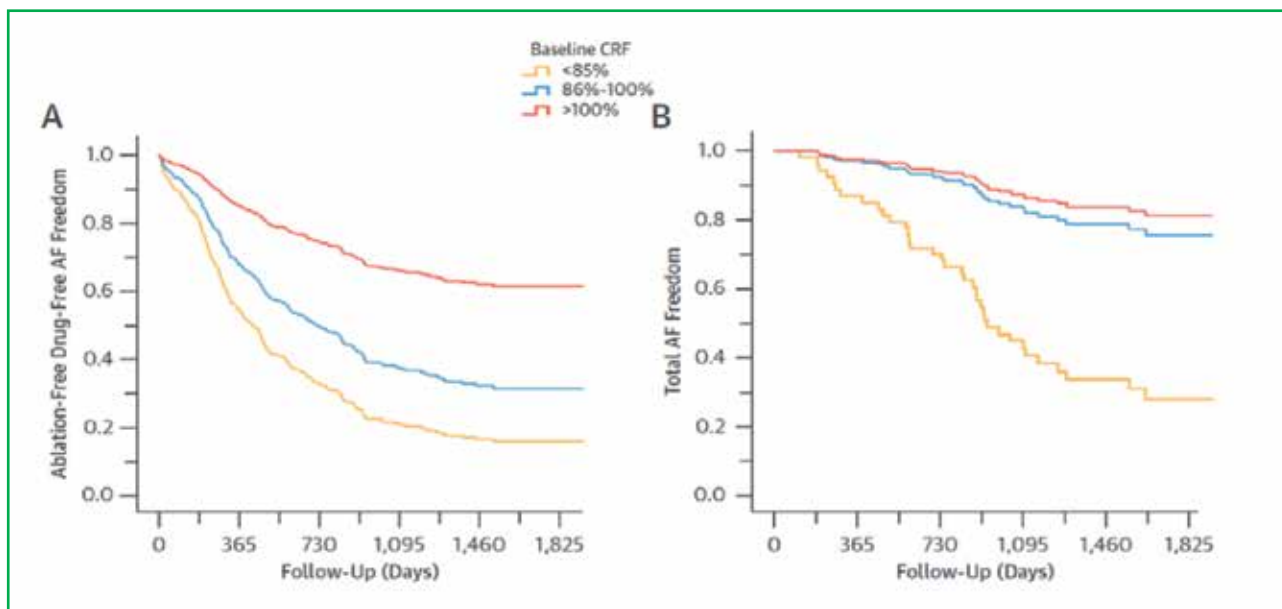 Baseline CRF
<85%
86%-100%
>100%
A
Ablation-Free Drug-Free AF Freedom
1.0
0.8
0.6
0.4
0.2
0.0
0 365 730 1,095 1,460 1,825
Follow-Up (Days)
B
Total AF Freedom
1.0
0.8
0.6
0.4
0.2
0.0
0 365 730 1,095 1,460 1,825
Follow-Up (Days)